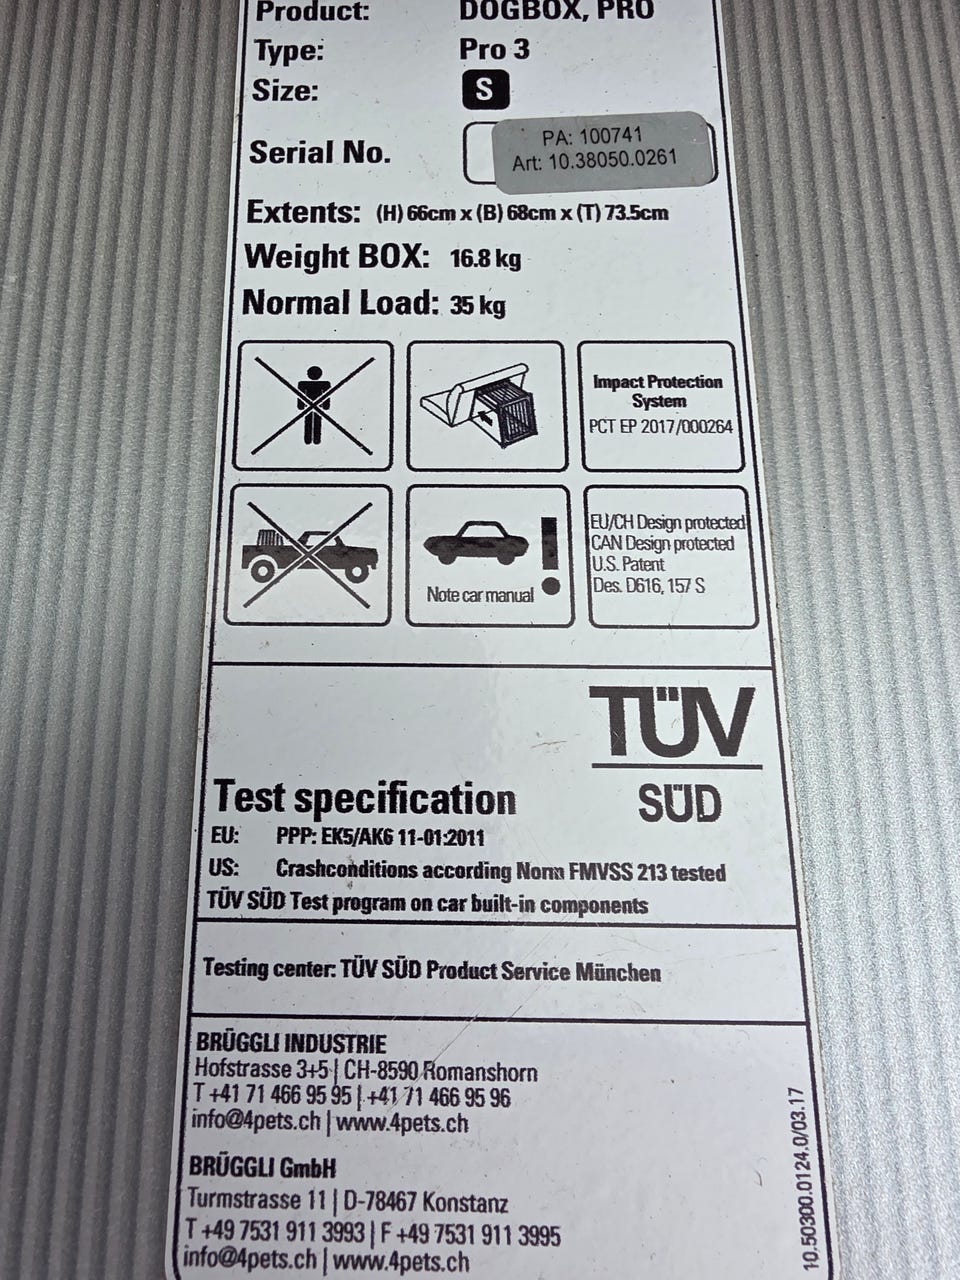 Product: DOGBOX, PRO
Type: Pro 3
Size: S
Serial No.
PA: 100741
Art: 10.38050.0261
Extents: (H) 66cm x (B) 68cm x (T) 73.5cm
Weight BOX: 16.8 kg
Normal Load: 35 kg
Impact Protection
System
PCT EP 2017/000264
Note car manual
!
EU/CH Design protected
CAN Design protected
U.S. Patent
Des. D616, 157 S
TÜV
SÜD
Test specification
EU: PPP: EK5/AK6 11-01:2011
US: Crashconditions according Norm FMVSS 213 tested
TÜV SÜD Test program on car built-in components
Testing center: TÜV SÜD Product Service München
BRÜGGLI INDUSTRIE
Hofstrasse 3+5 | CH-8590 Romanshorn
T +41 71 466 95 95 | +41 71 466 95 96
info@4pets.ch | www.4pets.ch
BRÜGGLI GmbH
Turmstrasse 11 | D-78467 Konstanz
T +49 7531 911 3993 | F +49 7531 911 3995
info@4pets.ch | www.4pets.ch
10.50300.0124.0/03.17